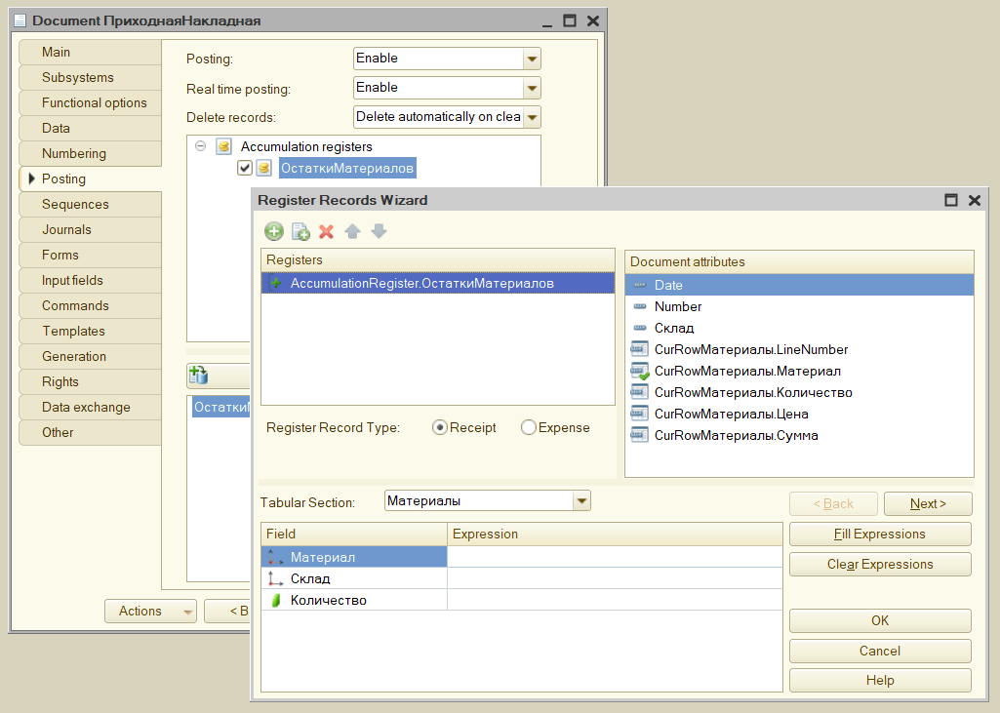 Document ПриходнаяНакладная
Main
Subsystems
Functional options
Data
Numbering
Posting
Sequences
Journals
Forms
Input fields
Commands
Templates
Generation
Rights
Data exchange
Other
Posting: Enable
Real time posting: Enable
Delete records: Delete automatically on clea
Accumulation registers
ОстаткиМатериалов
Остатки
Actions
< B
Register Records Wizard
Registers
AccumulationRegister.ОстаткиМатериалов
Document attributes
Date
Number
Склад
CurRowМатериалы.LineNumber
CurRowМатериалы.Материал
CurRowМатериалы.Количество
CurRowМатериалы.Цена
CurRowМатериалы.Сумма
Register Record Type: Receipt Expense
Tabular Section: Материалы
< Back Next >
Field Expression
Материал
Склад
Количество
Fill Expressions
Clear Expressions
OK
Cancel
Help